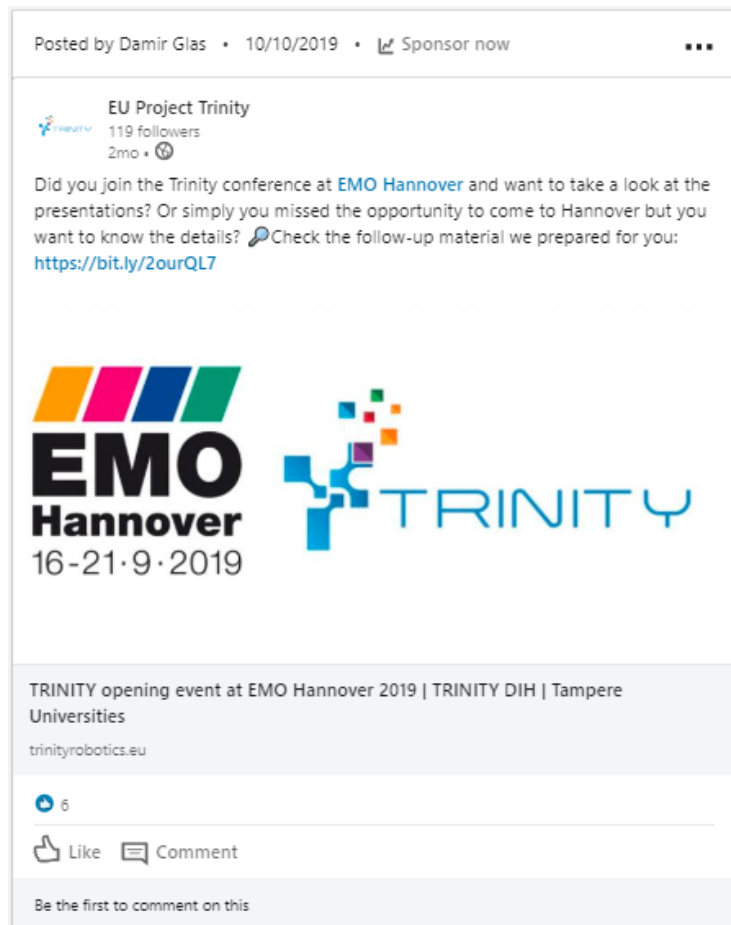 Posted by Damir Glas • 10/10/2019 • Sponsor now
TRINITY
EU Project Trinity
119 followers
2mo •
Did you join the Trinity conference at EMO Hannover and want to take a look at the
presentations? Or simply you missed the opportunity to come to Hannover but you
want to know the details? 🔎Check the follow-up material we prepared for you:
https://bit.ly/2ourQL7
EMO
Hannover
16-21·9·2019
TRINITY
TRINITY opening event at EMO Hannover 2019 | TRINITY DIH | Tampere
Universities
trinityrobotics.eu
6
Like Comment
Be the first to comment on this